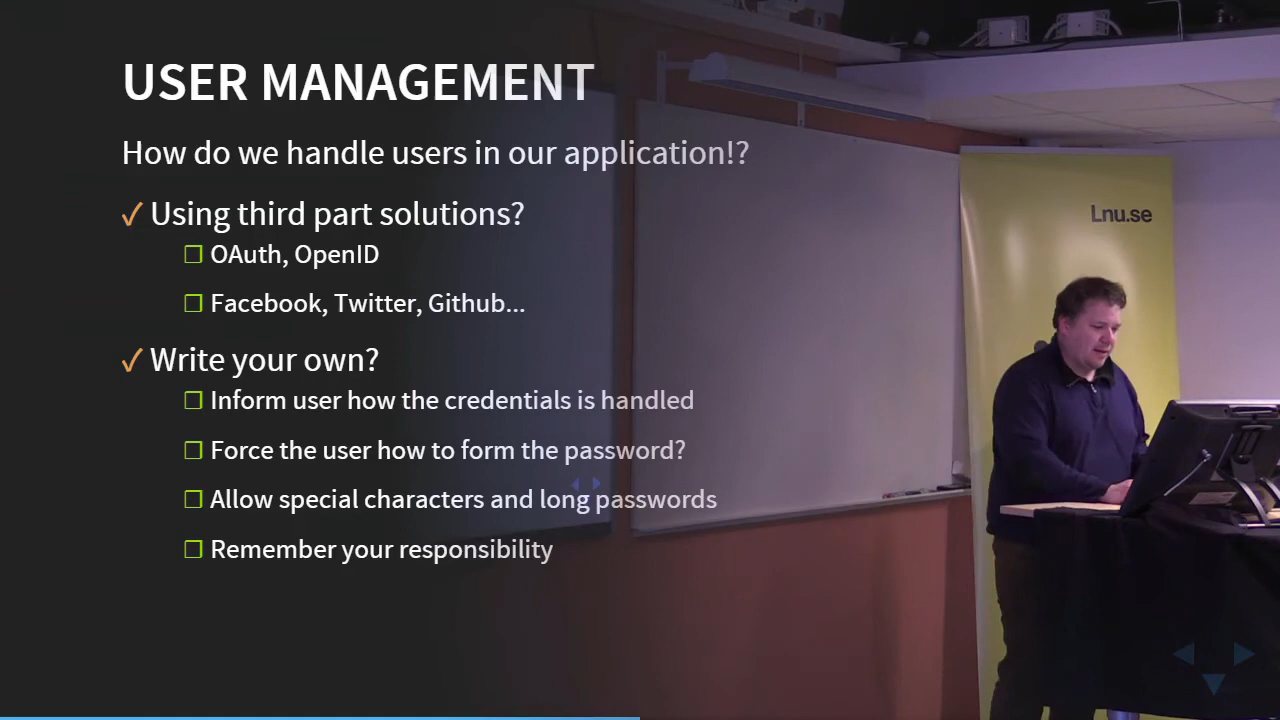 USER MANAGEMENT
How do we handle users in our application!?
✓ Using third part solutions?
❒ OAuth, OpenID
❒ Facebook, Twitter, Github...
✓ Write your own?
❒ Inform user how the credentials is handled
❒ Force the user how to form the password?
❒ Allow special characters and long passwords
❒ Remember your responsibility
Lnu.se